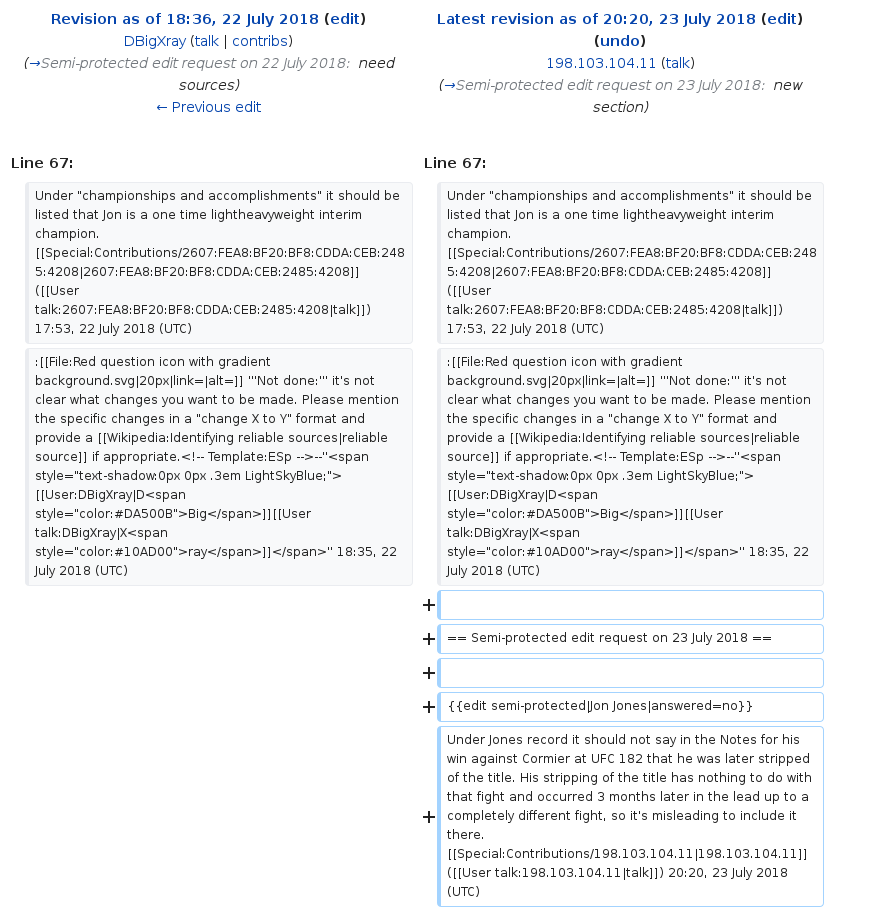 Revision as of 18:36, 22 July 2018 (edit)
DBigXray (talk | contribs)
(→Semi-protected edit request on 22 July 2018: need
sources)
← Previous edit
Latest revision as of 20:20, 23 July 2018 (edit)
(undo)
198.103.104.11 (talk)
(→Semi-protected edit request on 23 July 2018: new
section)
Line 67:
Line 67:
Under "championships and accomplishments" it should be
listed that Jon is a one time lightheavyweight interim
champion.
[[Special:Contributions/2607:FEA8:BF20:BF8:CDDA:CEB:248
5:4208|2607:FEA8:BF20:BF8:CDDA:CEB:2485:4208]]
([[User
talk:2607:FEA8:BF20:BF8:CDDA:CEB:2485:4208|talk]])
17:53, 22 July 2018 (UTC)
Under "championships and accomplishments" it should be
listed that Jon is a one time lightheavyweight interim
champion.
[[Special:Contributions/2607:FEA8:BF20:BF8:CDDA:CEB:248
5:4208|2607:FEA8:BF20:BF8:CDDA:CEB:2485:4208]]
([[User
talk:2607:FEA8:BF20:BF8:CDDA:CEB:2485:4208|talk]])
17:53, 22 July 2018 (UTC)
:[[File:Red question icon with gradient
background.svg|20px|link=|alt=]] '''Not done:''' it's not
clear what changes you want to be made. Please mention
the specific changes in a "change X to Y" format and
provide a [[Wikipedia:Identifying reliable sources|reliable
source]] if appropriate.<!-- Template:ESp -->--''<span
style="text-shadow:0px 0px .3em LightSkyBlue;">
[[User:DBigXray|D<span
style="color:#DA500B">Big</span>]][[User
talk:DBigXray|X<span
style="color:#10AD00">ray</span>]]</span>'' 18:35, 22
July 2018 (UTC)
:[[File:Red question icon with gradient
background.svg|20px|link=|alt=]] '''Not done:''' it's not
clear what changes you want to be made. Please mention
the specific changes in a "change X to Y" format and
provide a [[Wikipedia:Identifying reliable sources|reliable
source]] if appropriate.<!-- Template:ESp -->--''<span
style="text-shadow:0px 0px .3em LightSkyBlue;">
[[User:DBigXray|D<span
style="color:#DA500B">Big</span>]][[User
talk:DBigXray|X<span
style="color:#10AD00">ray</span>]]</span>'' 18:35, 22
July 2018 (UTC)
+
+ == Semi-protected edit request on 23 July 2018 ==
+
+ {{edit semi-protected|Jon Jones|answered=no}}
Under Jones record it should not say in the Notes for his
win against Cormier at UFC 182 that he was later stripped
of the title. His stripping of the title has nothing to do with
that fight and occurred 3 months later in the lead up to a
+ completely different fight, so it's misleading to include it
there.
[[Special:Contributions/198.103.104.11|198.103.104.11]]
([[User talk:198.103.104.11|talk]]) 20:20, 23 July 2018
(UTC)